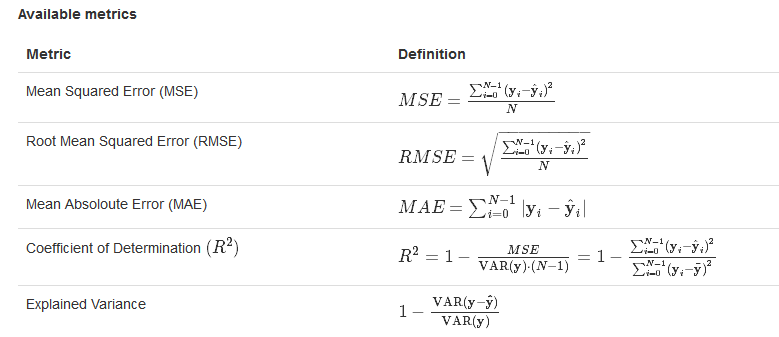 Available metrics
Metric Definition
Mean Squared Error (MSE) $MSE = \frac{\sum_{i=0}^{N-1} (\mathbf{y}_i - \hat{\mathbf{y}}_i)^2}{N}$
Root Mean Squared Error (RMSE) $RMSE = \sqrt{\frac{\sum_{i=0}^{N-1} (\mathbf{y}_i - \hat{\mathbf{y}}_i)^2}{N}}$
Mean Absoloute Error (MAE) $MAE = \sum_{i=0}^{N-1} |\mathbf{y}_i - \hat{\mathbf{y}}_i|$
Coefficient of Determination $(R^2)$ $R^2 = 1 - \frac{MSE}{\text{VAR}(\mathbf{y}) \cdot (N-1)} = 1 - \frac{\sum_{i=0}^{N-1} (\mathbf{y}_i - \hat{\mathbf{y}}_i)^2}{\sum_{i=0}^{N-1} (\mathbf{y}_i - \bar{\mathbf{y}})^2}$
Explained Variance $1 - \frac{\text{VAR}(\mathbf{y} - \hat{\mathbf{y}})}{\text{VAR}(\mathbf{y})}$